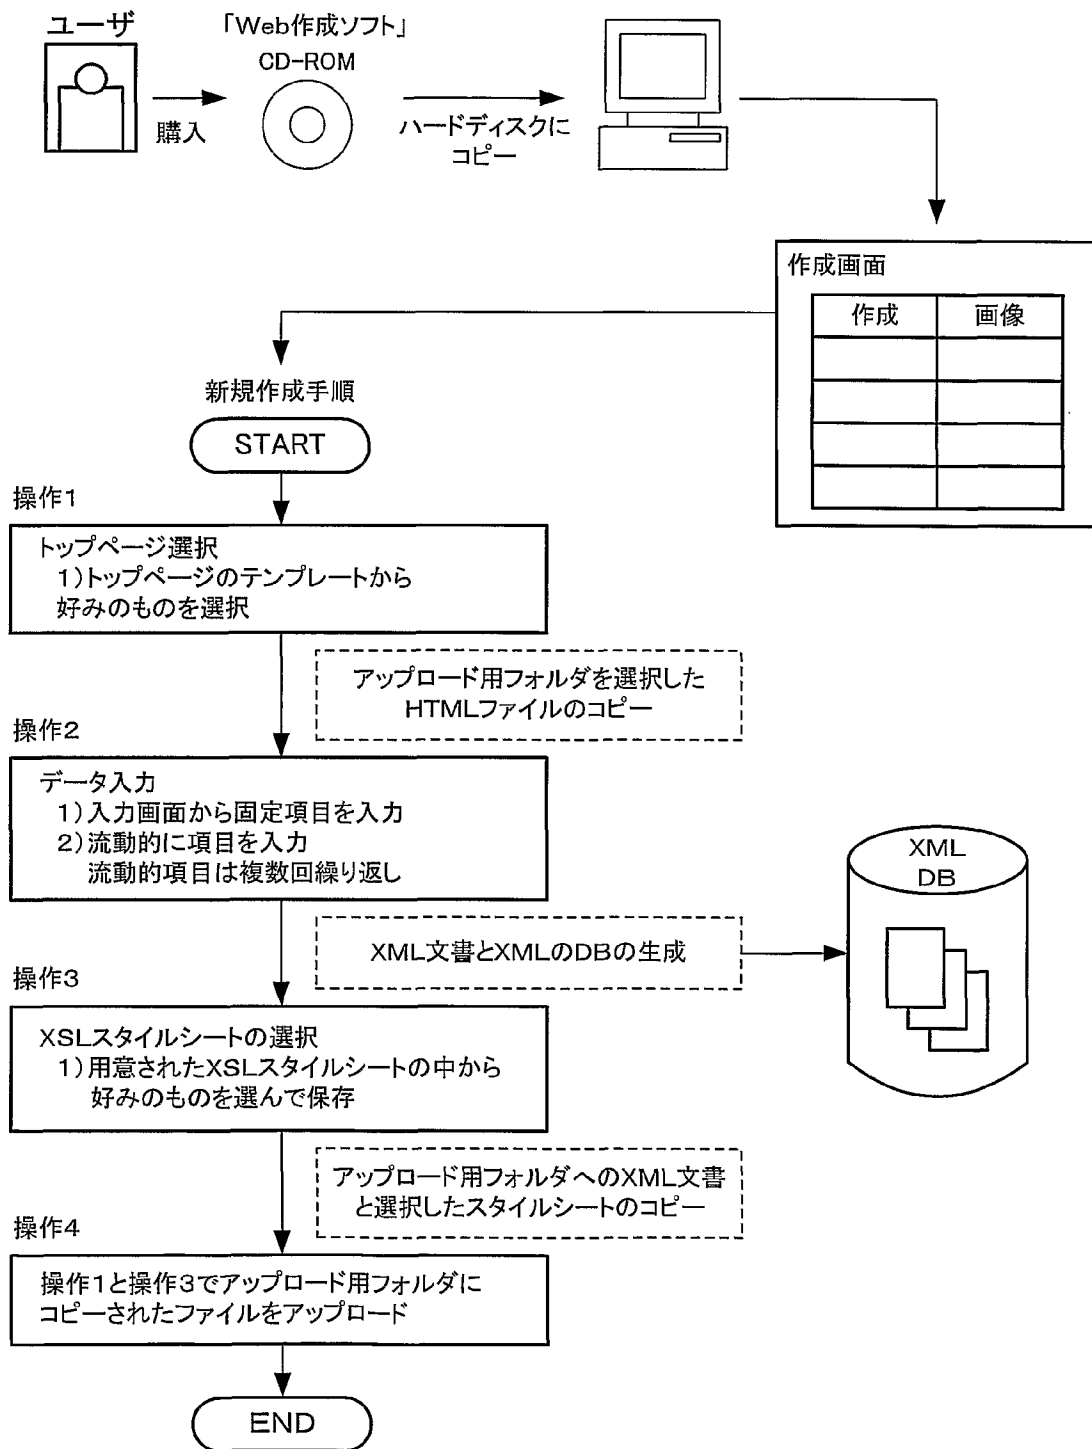 ユーザ
「Web作成ソフト」
CD-ROM
購入
ハードディスクに
コピー
作成画面
作成 画像
新規作成手順
START
操作1
トップページ選択
1)トップページのテンプレートから
好みのものを選択
アップロード用フォルダを選択した
HTMLファイルのコピー
操作2
データ入力
1)入力画面から固定項目を入力
2)流動的に項目を入力
流動的項目は複数回繰り返し
XML文書とXMLのDBの生成
XML
DB
操作3
XSLスタイルシートの選択
1)用意されたXSLスタイルシートの中から
好みのものを選んで保存
アップロード用フォルダへのXML文書
と選択したスタイルシートのコピー
操作4
操作1と操作3でアップロード用フォルダに
コピーされたファイルをアップロード
END